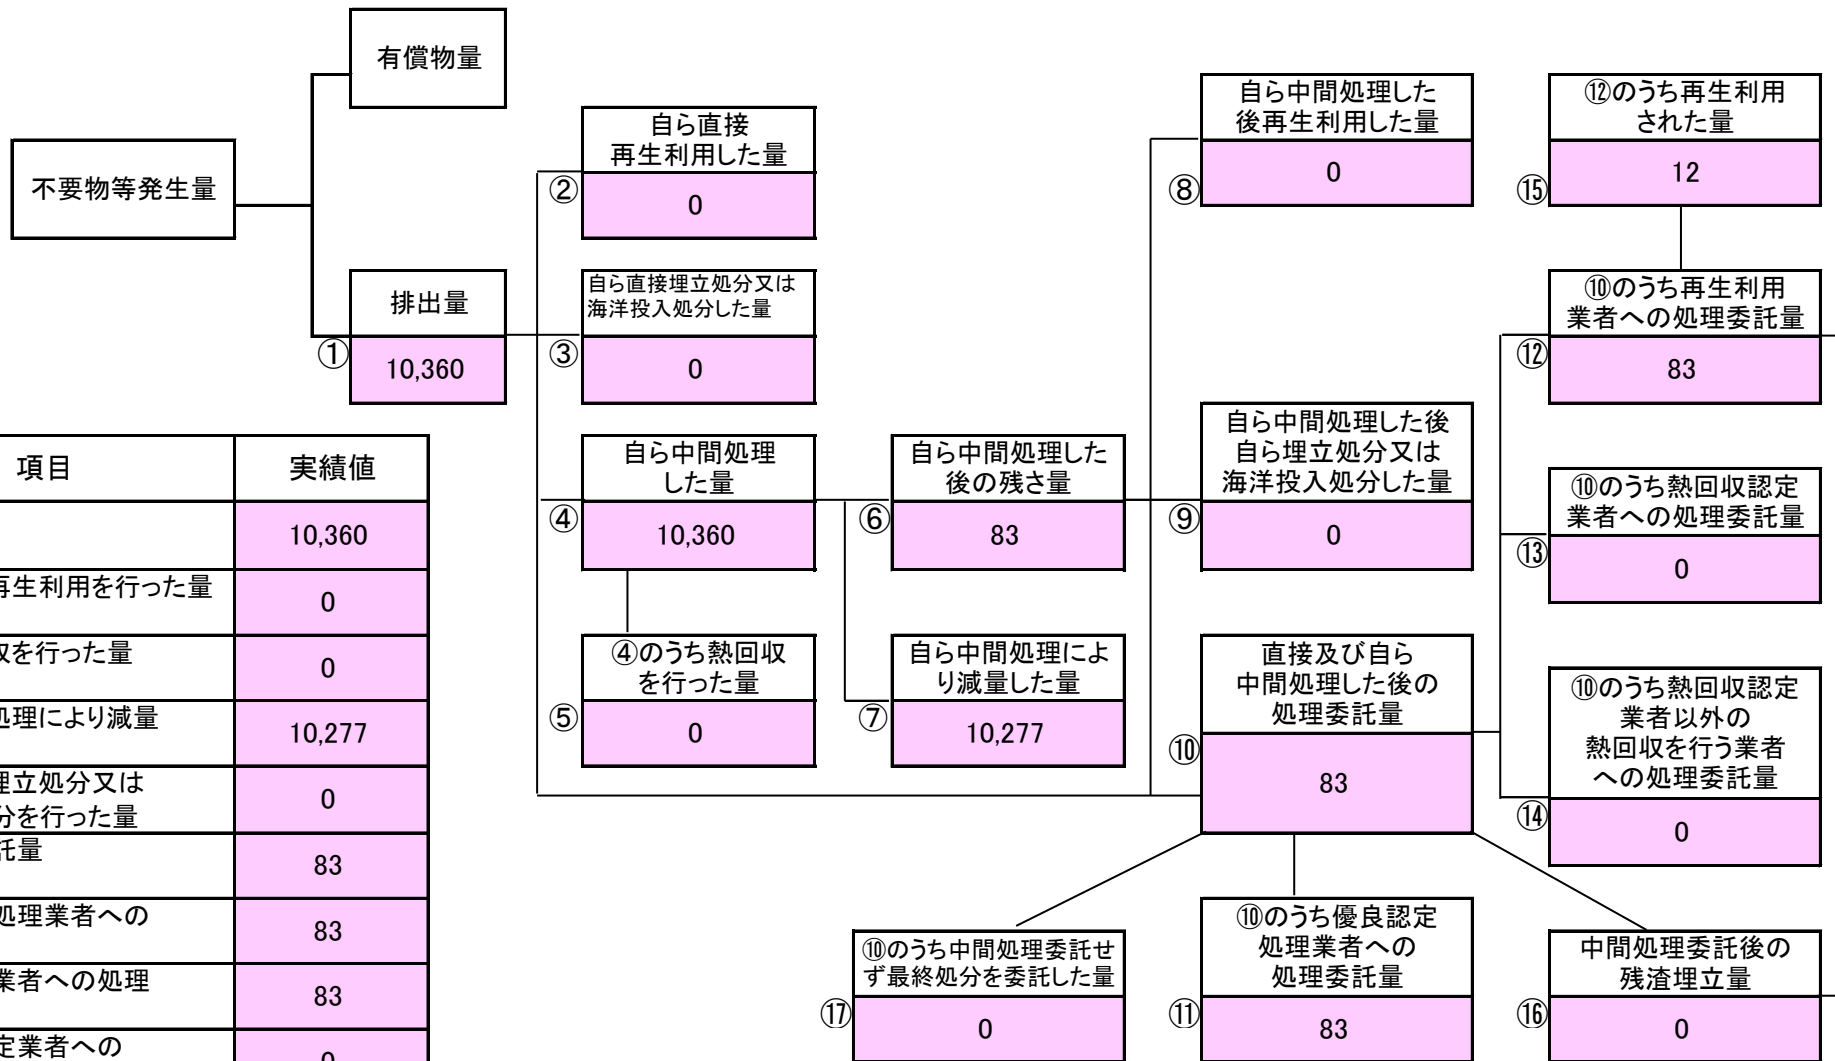 有償物量
不要物等発生量
排出量
①
10,360
自ら直接
再生利用した量
②
0
自ら直接埋立処分又は
海洋投入処分した量
③
0
自ら中間処理
した量
④
10,360
④のうち熱回収
を行った量
⑤
0
自ら中間処理した
後の残さ量
⑥
83
自ら中間処理によ
り減量した量
⑦
10,277
自ら中間処理した
後再生利用した量
⑧
0
自ら中間処理した後
自ら埋立処分又は
海洋投入処分した量
⑨
0
直接及び自ら
中間処理した後の
処理委託量
⑩
83
⑫のうち再生利用
された量
⑮
12
⑩のうち再生利用
業者への処理委託量
⑫
83
⑩のうち熱回収認定
業者への処理委託量
⑬
0
⑩のうち熱回収認定
業者以外の
熱回収を行う業者
への処理委託量
⑭
0
⑩のうち中間処理委託せ
ず最終処分を委託した量
⑰
0
⑩のうち優良認定
処理業者への
処理委託量
⑪
83
中間処理委託後の
残渣埋立量
⑯
0
項目 実績値
10,360
再生利用を行った量
0
を行った量
0
処理により減量
10,277
埋立処分又は
分を行った量
0
託量
83
処理業者への
83
業者への処理
83
定業者への
0